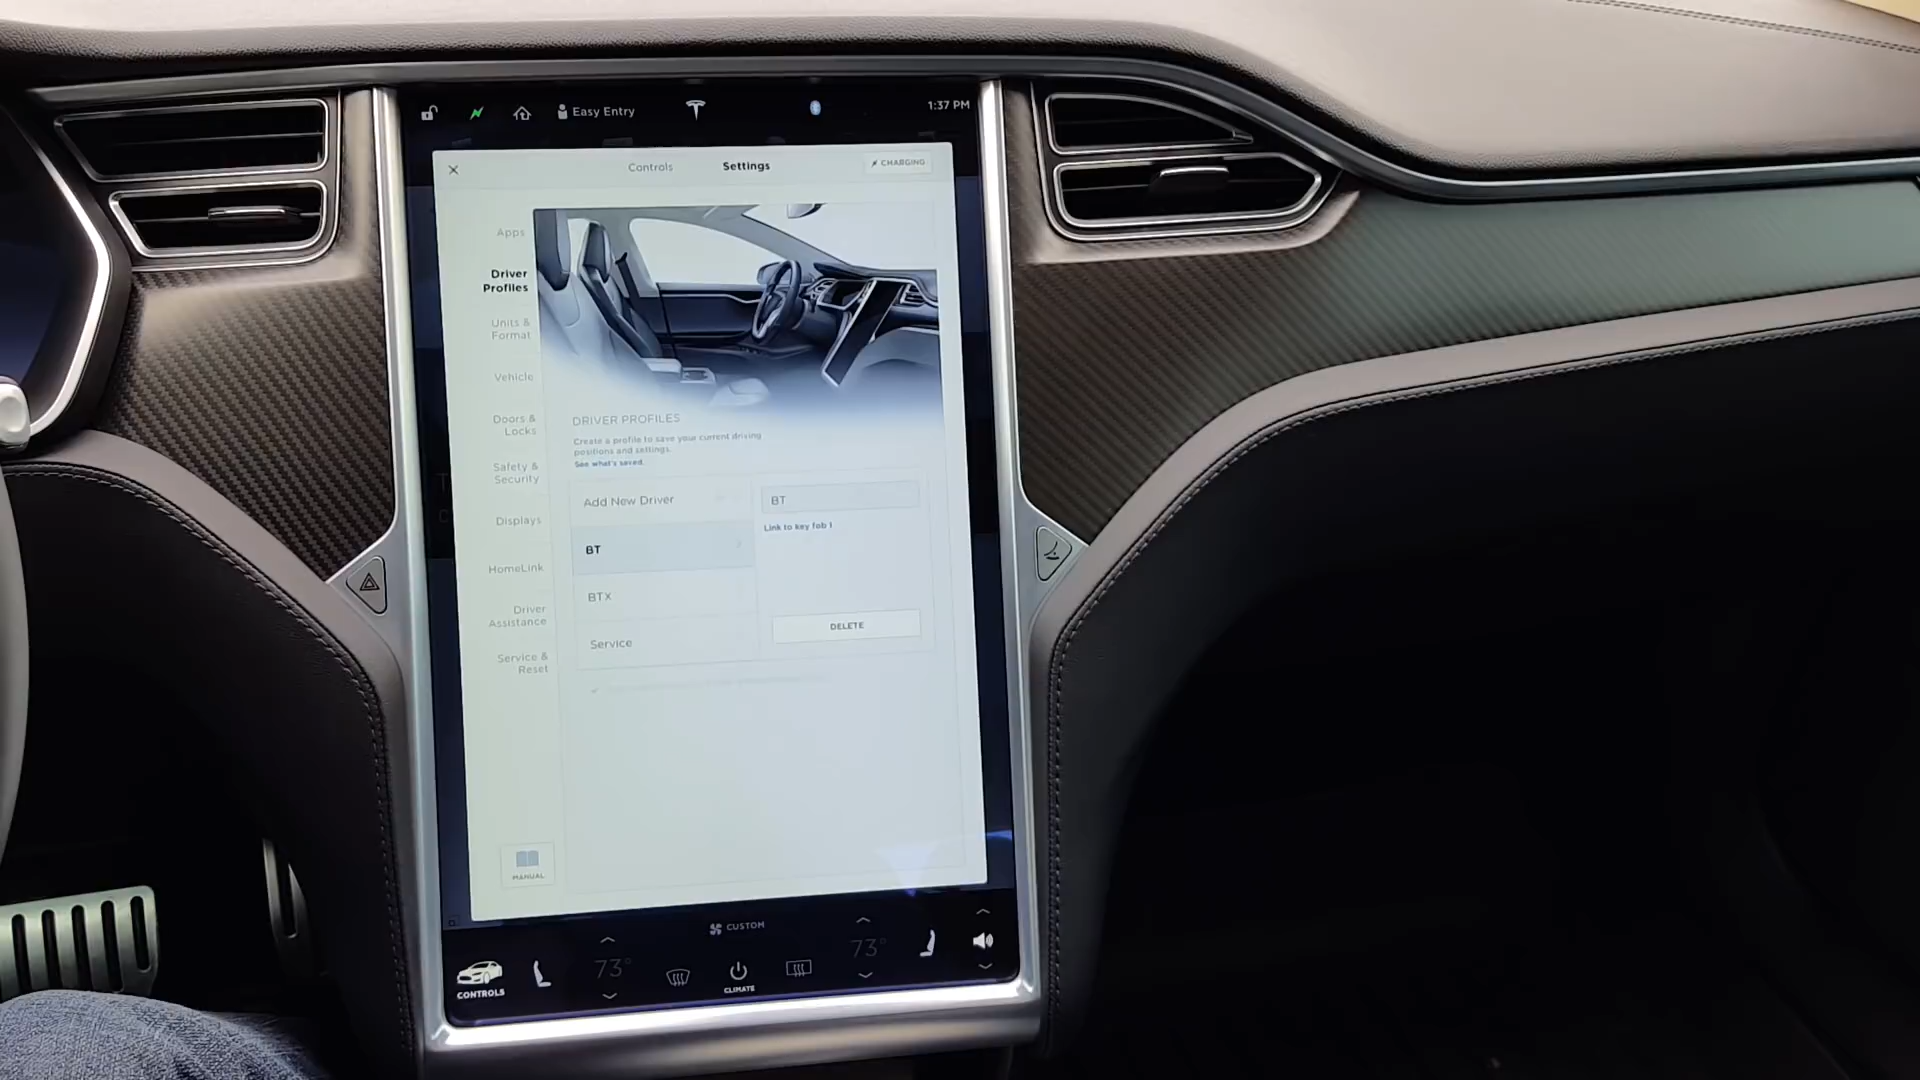 Easy Entry
1:37 PM
Controls
Settings
CHARGING
Apps
Driver
Profiles
Units &
Format
Vehicle
Doors &
Locks
Safety &
Security
Displays
HomeLink
Driver
Assistance
Service &
Reset
MANUAL
DRIVER PROFILES
Create a profile to save your current driving
positions and settings.
See what's saved.
Add New Driver
BT
BTX
Service
BT
Link to key fob 1
DELETE
CUSTOM
CONTROLS
73°
CLIMATE
73°